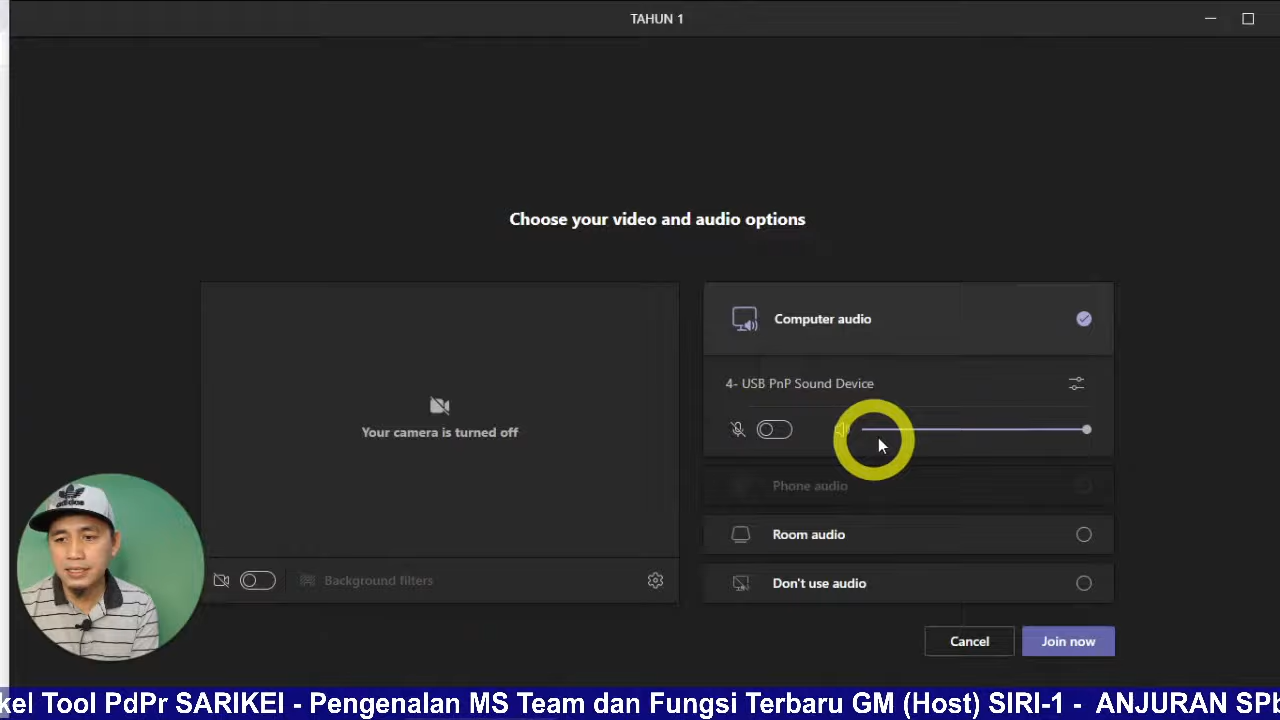 TAHUN 1
Choose your video and audio options
Computer audio
4- USB PnP Sound Device
Your camera is turned off
Phone audio
Room audio
Background filters
Don't use audio
Cancel
Join now
kel Tool PdPr SARIKEI - Pengenalan MS Team dan Fungsi Terbaru GM (Host) SIRI-1 - ANJURAN SPb